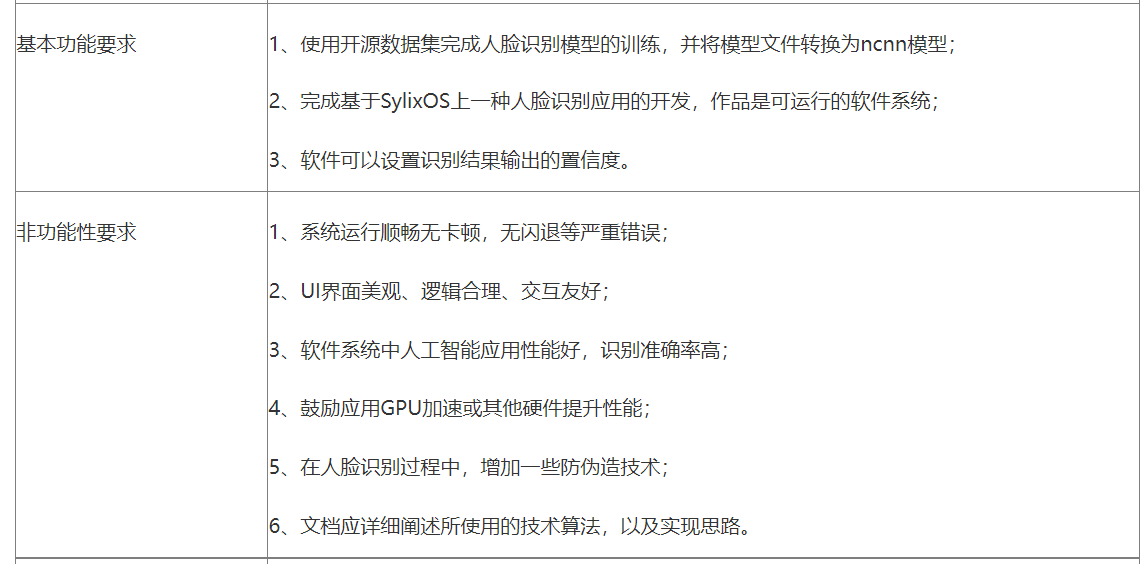 基本功能要求
1、使用开源数据集完成人脸识别模型的训练，并将模型文件转换为ncnn模型；
2、完成基于SylixOS上一种人脸识别应用的开发，作品是可运行的软件系统；
3、软件可以设置识别结果输出的置信度。
非功能性要求
1、系统运行顺畅无卡顿，无闪退等严重错误；
2、UI界面美观、逻辑合理、交互友好；
3、软件系统中人工智能应用性能好，识别准确率高；
4、鼓励应用GPU加速或其他硬件提升性能；
5、在人脸识别过程中，增加一些防伪造技术；
6、文档应详细阐述所使用的技术算法，以及实现思路。